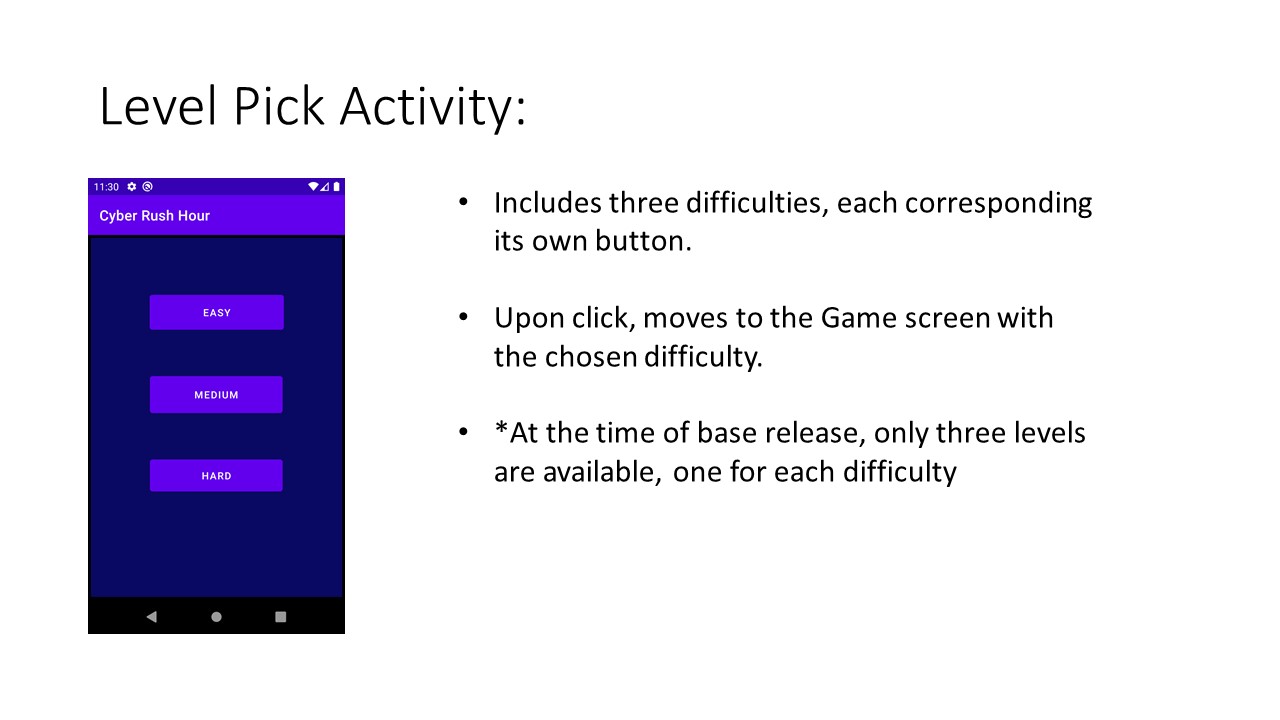 Level Pick Activity:
11:30
Cyber Rush Hour
EASY
MEDIUM
HARD
• Includes three difficulties, each corresponding
its own button.
• Upon click, moves to the Game screen with
the chosen difficulty.
• *At the time of base release, only three levels
are available, one for each difficulty